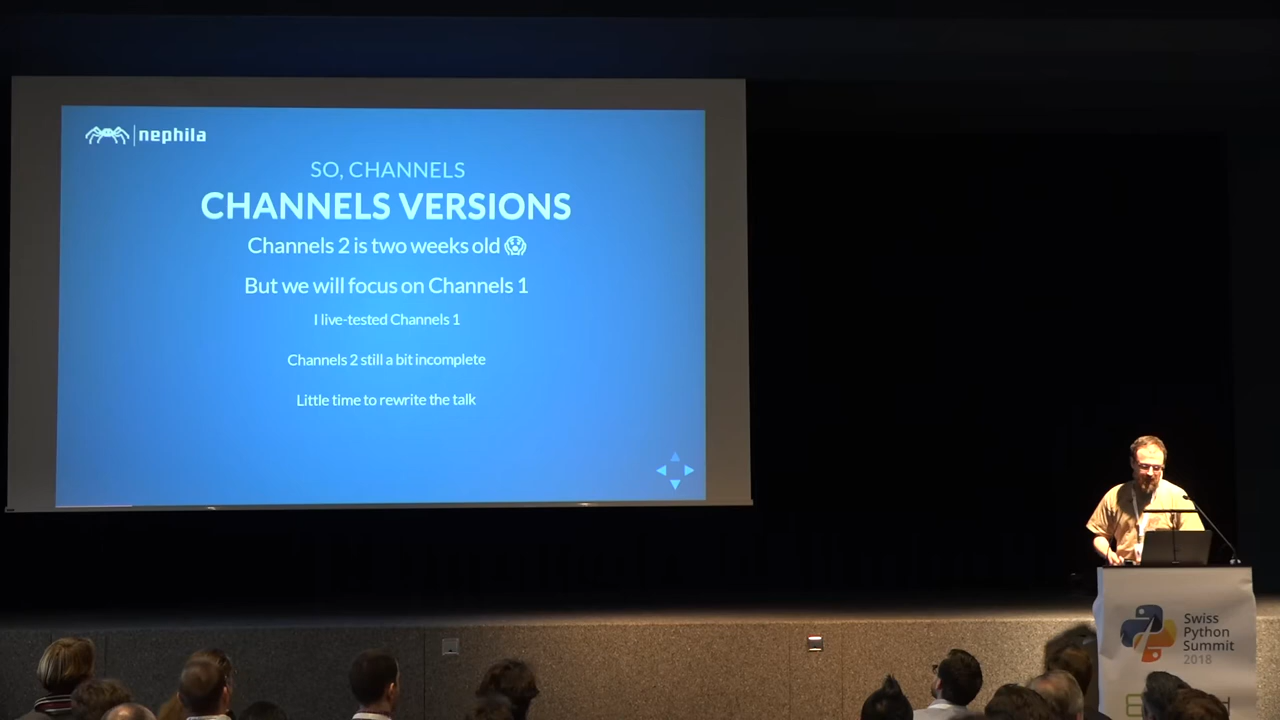 nephila
SO, CHANNELS
CHANNELS VERSIONS
Channels 2 is two weeks old 😱
But we will focus on Channels 1
I live-tested Channels 1
Channels 2 still a bit incomplete
Little time to rewrite the talk
Swiss
Python
Summit
2018